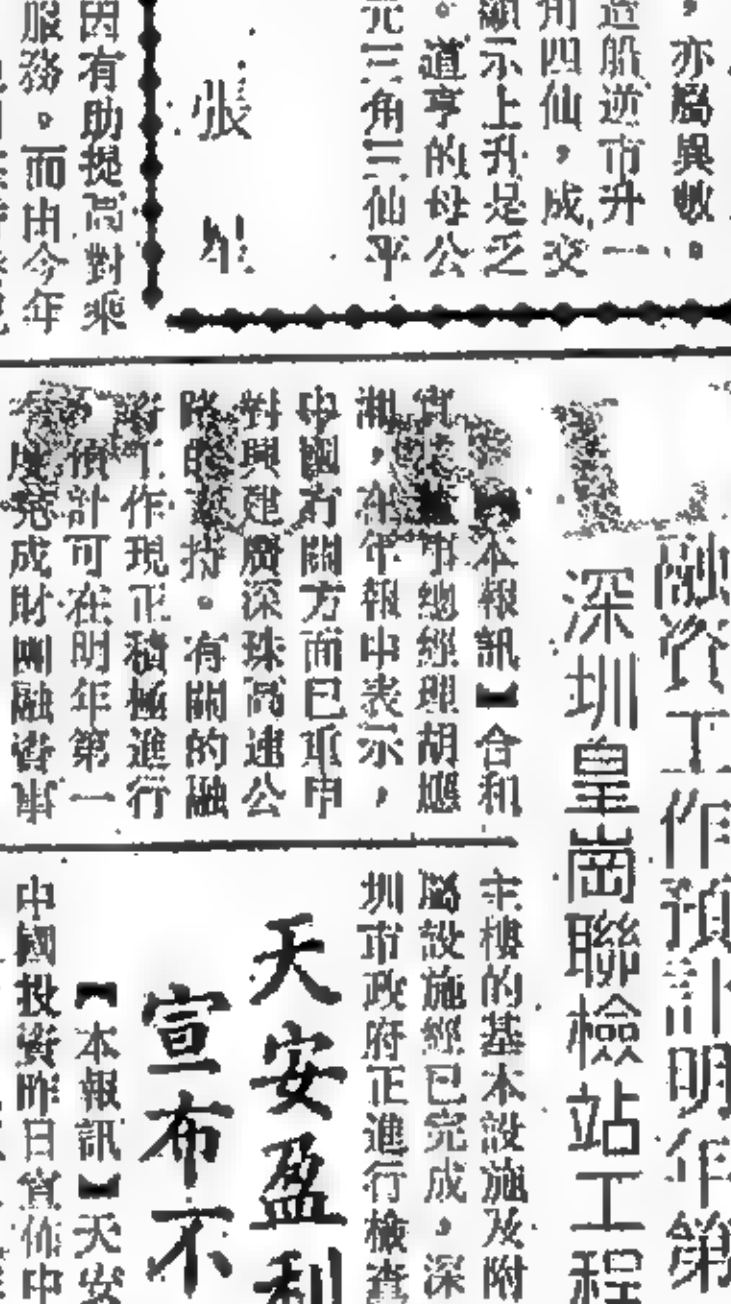 ，亦屬異數。
造船逆市升一
角四仙，成交
顯示上升是乏
。道亨的母公
元三角三仙平
張
因有助提高對乘
服務。而由今年
融資工作預計明年第
深圳皇崗聯檢站工程
本報訊】合和
總經理胡應
湘，在年報中表示，
中國有關方面已重申
對興建廣深珠高速公
路的支持。有關的融
資工作現正積極進行
，預計可在明年第一
季度完成財團融資事
主樓的基本設施及附
屬設施經已完成，深
圳市政府正進行檢查
天安盈利
宣布不
【本報訊】天安
中國投資昨日宣佈中